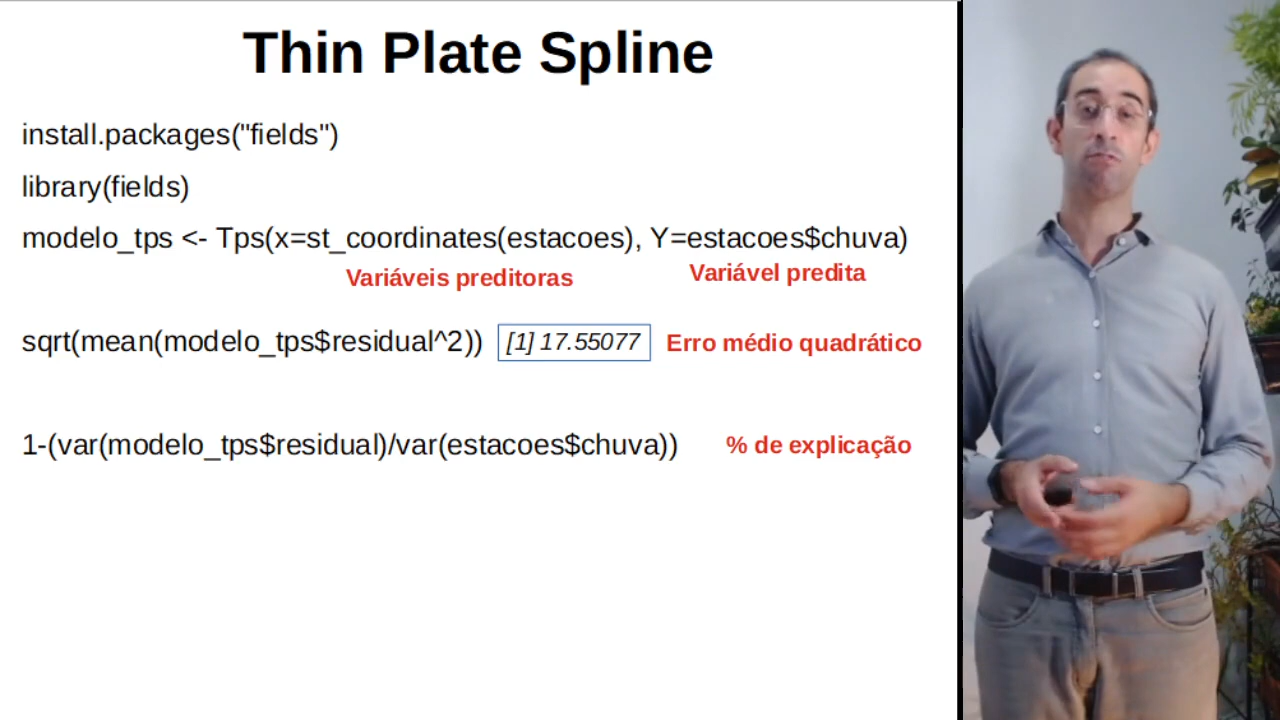 Thin Plate Spline
install.packages("fields")
library(fields)
modelo_tps <- Tps(x=st_coordinates(estacoes), Y=estacoes$chuva)
Variáveis preditoras Variável predita
sqrt(mean(modelo_tps$residual^2)) [1] 17.55077 Erro médio quadrático
1-(var(modelo_tps$residual)/var(estacoes$chuva)) % de explicação